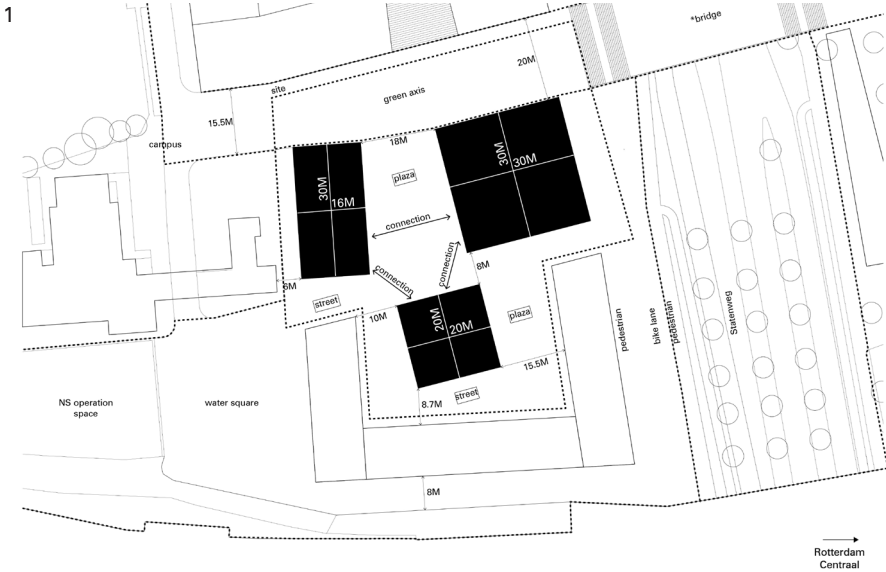 1
*bridge
20M
site
green axis
15.5M
campus
18M
plaza
30M
30M
30M
16M
connection
connection
connection
8M
6M
street
10M
20M
20M
plaza
pedestrian
bike lane
pedestrian
Statenweg
15.5M
street
8.7M
NS operation
space
water square
8M
Rotterdam
Centraal